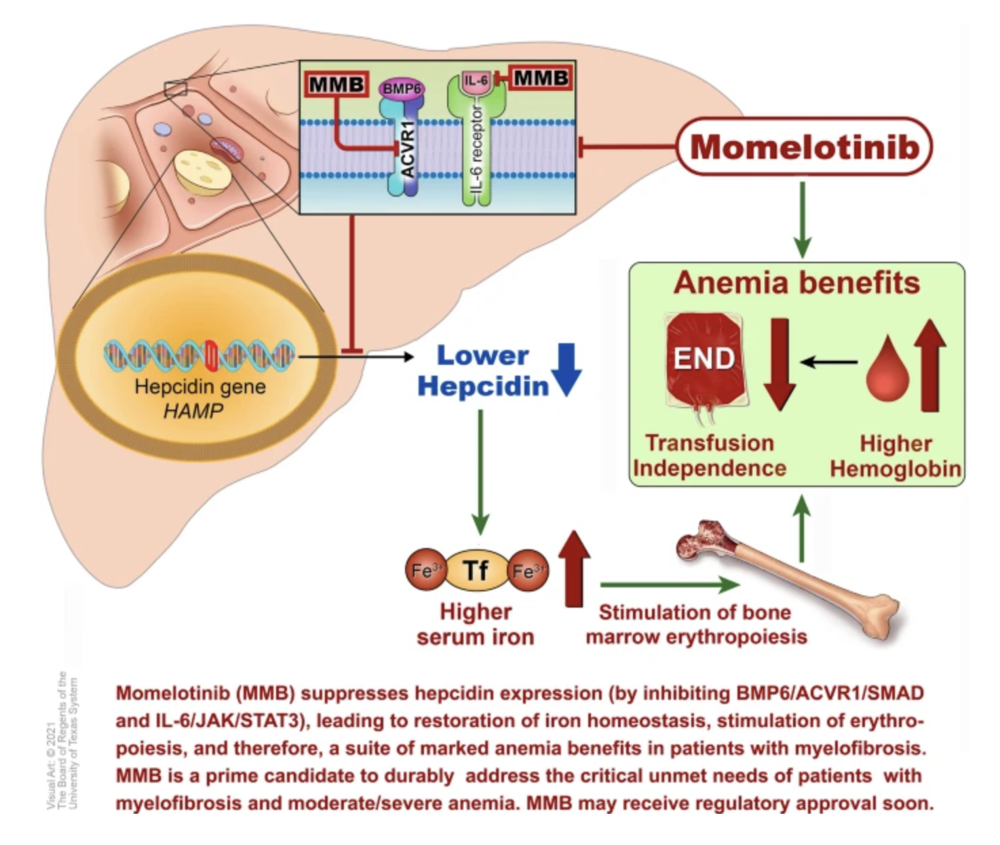 MMB
BMP6
IL-6
MMB
ACVR1
IL-6 receptor
Momelotinib
Anemia benefits
END
Transfusion
Independence
Higher
Hemoglobin
Hepcidin gene
HAMP
Lower
Hepcidin
Fe3+ Tf Fe3+
Higher
serum iron
Stimulation of bone
marrow erythropoiesis
Momelotinib (MMB) suppresses hepcidin expression (by inhibiting BMP6/ACVR1/SMAD
and IL-6/JAK/STAT3), leading to restoration of iron homeostasis, stimulation of erythro-
poiesis, and therefore, a suite of marked anemia benefits in patients with myelofibrosis.
MMB is a prime candidate to durably address the critical unmet needs of patients with
myelofibrosis and moderate/severe anemia. MMB may receive regulatory approval soon.
Visual Art: © 2021
The Board of Regents of the
University of Texas System